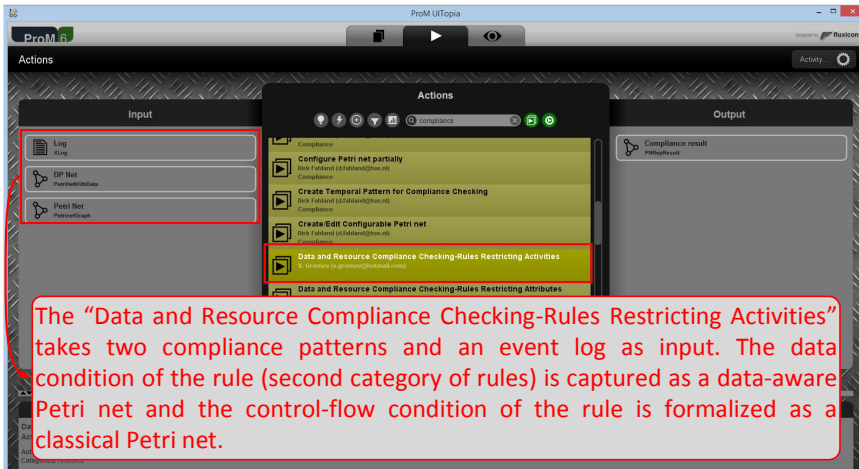 ProM UITopia
ProM 6
designed by fluxicon
Actions
Activity...
Input
Actions
Output
compliance
Log
XLog
DP Net
PetriNetWithData
Petri Net
PetrinetGraph
Compliance
Configure Petri net partially
Dirk Fahland (d.fahland@tue.nl)
Compliance
Create Temporal Pattern for Compliance Checking
Dirk Fahland (d.fahland@tue.nl)
Compliance
Create/Edit Configurable Petri net
Dirk Fahland (d.fahland@tue.nl)
Compliance
Data and Resource Compliance Checking-Rules Restricting Activities
V. Gromov (v.gromov@hotmail.com)
Data and Resource Compliance Checking-Rules Restricting Attributes
Compliance result
PNRepResult
The “Data and Resource Compliance Checking-Rules Restricting Activities”
takes two compliance patterns and an event log as input. The data
condition of the rule (second category of rules) is captured as a data-aware
Petri net and the control-flow condition of the rule is formalized as a
classical Petri net.